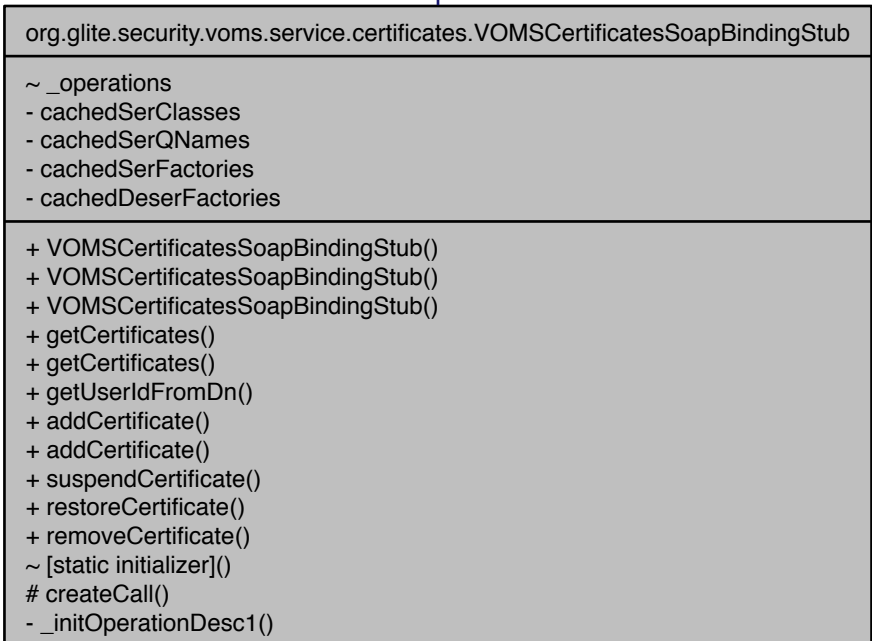 org.glite.security.voms.service.certificates.VOMSCertificatesSoapBindingStub
~ _operations
- cachedSerClasses
- cachedSerQNames
- cachedSerFactories
- cachedDeserFactories
+ VOMSCertificatesSoapBindingStub()
+ VOMSCertificatesSoapBindingStub()
+ VOMSCertificatesSoapBindingStub()
+ getCertificates()
+ getCertificates()
+ getUserIdFromDn()
+ addCertificate()
+ addCertificate()
+ suspendCertificate()
+ restoreCertificate()
+ removeCertificate()
~ [static initializer]()
# createCall()
- _initOperationDesc1()